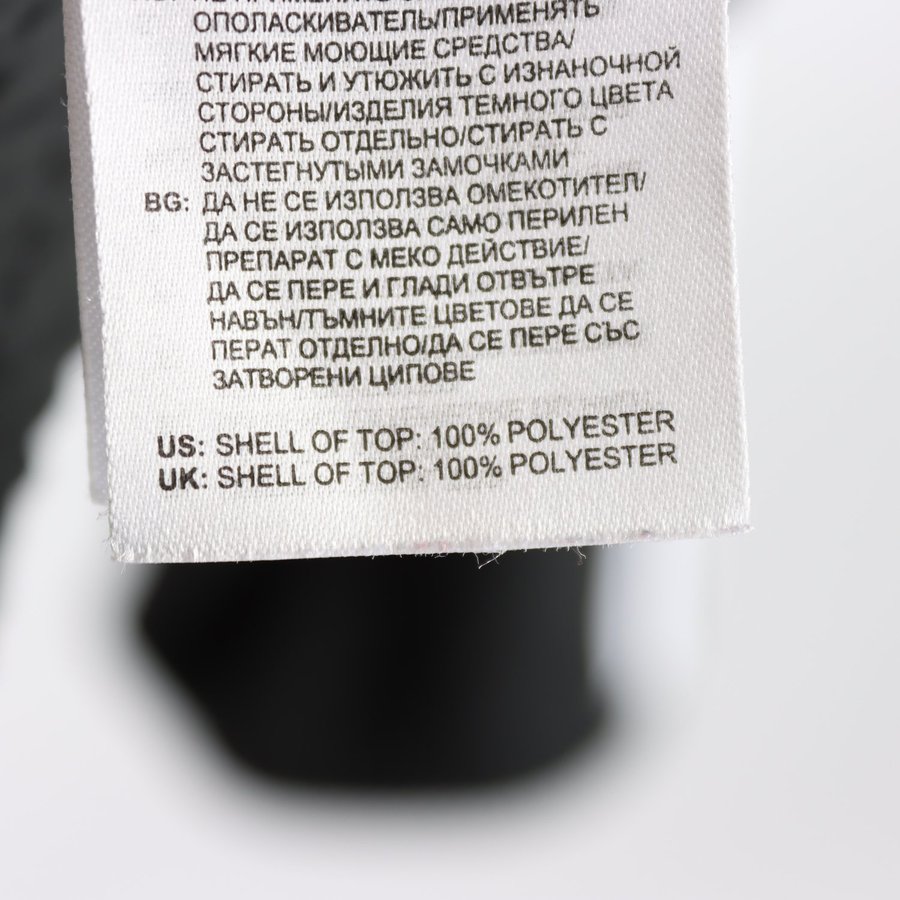 ОПОЛАСКИВАТЕЛЬ/ПРИМЕНЯТЬ
МЯГКИЕ МОЮЩИЕ СРЕДСТВА/
СТИРАТЬ И УТЮЖИТЬ С ИЗНАНОЧНОЙ
СТОРОНЫ/ИЗДЕЛИЯ ТЕМНОГО ЦВЕТА
СТИРАТЬ ОТДЕЛЬНО/СТИРАТЬ С
ЗАСТЕГНУТЫМИ ЗАМОЧКАМИ
BG: ДА НЕ СЕ ИЗПОЛЗВА ОМЕКОТИТЕЛ/
ДА СЕ ИЗПОЛЗВА САМО ПЕРИЛЕН
ПРЕПАРАТ С МЕКО ДЕЙСТВИЕ/
ДА СЕ ПЕРЕ И ГЛАДИ ОТВЪТРЕ
НАВЪН/ТЪМНИТЕ ЦВЕТОВЕ ДА СЕ
ПЕРАТ ОТДЕЛНО/ДА СЕ ПЕРЕ СЪС
ЗАТВОРЕНИ ЦИПОВЕ
US: SHELL OF TOP: 100% POLYESTER
UK: SHELL OF TOP: 100% POLYESTER